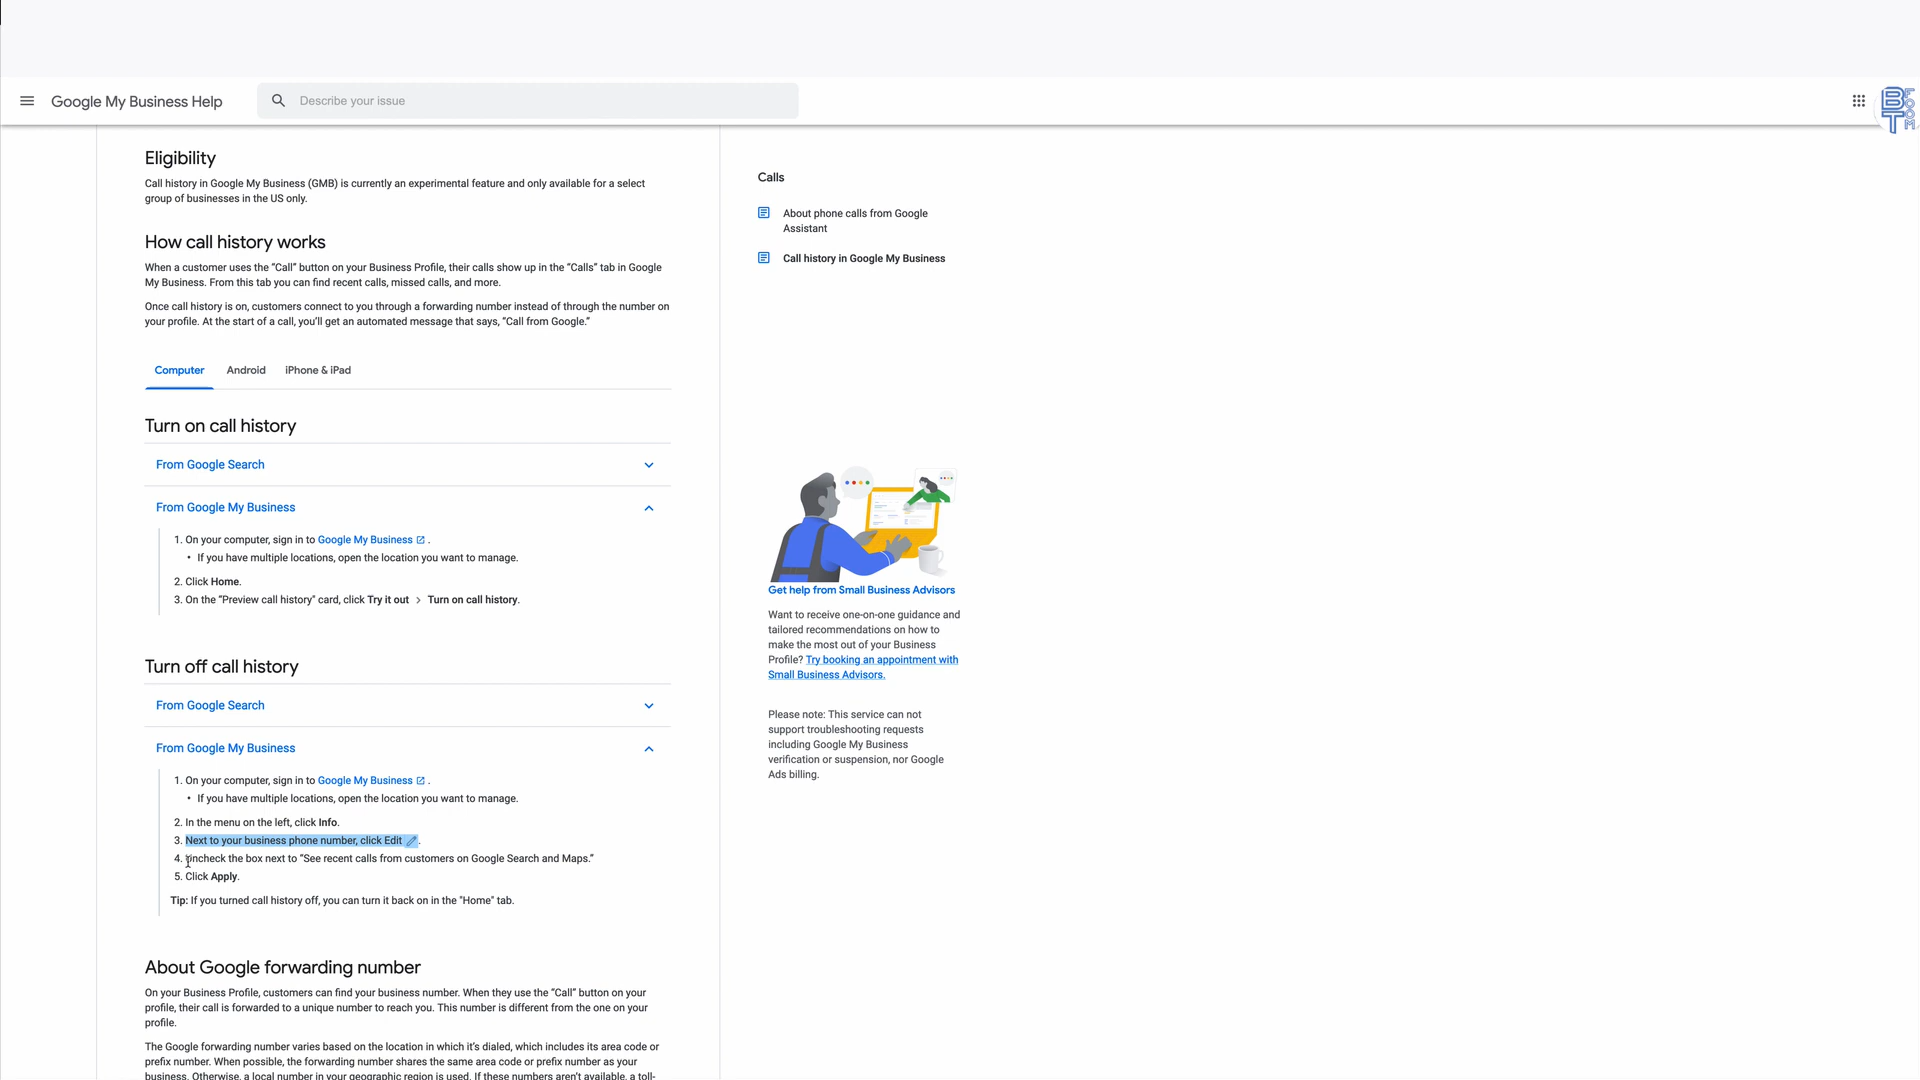 Google My Business Help
Describe your issue
B FOOM
T
Eligibility
Call history in Google My Business (GMB) is currently an experimental feature and only available for a select
group of businesses in the US only.
How call history works
When a customer uses the “Call” button on your Business Profile, their calls show up in the “Calls” tab in Google
My Business. From this tab you can find recent calls, missed calls, and more.
Once call history is on, customers connect to you through a forwarding number instead of through the number on
your profile. At the start of a call, you’ll get an automated message that says, “Call from Google.”
Computer Android iPhone & iPad
Turn on call history
From Google Search
From Google My Business
1. On your computer, sign in to Google My Business .
• If you have multiple locations, open the location you want to manage.
2. Click Home.
3. On the “Preview call history” card, click Try it out > Turn on call history.
Turn off call history
From Google Search
From Google My Business
1. On your computer, sign in to Google My Business .
• If you have multiple locations, open the location you want to manage.
2. In the menu on the left, click Info.
3. Next to your business phone number, click Edit .
4. Uncheck the box next to “See recent calls from customers on Google Search and Maps.”
5. Click Apply.
Tip: If you turned call history off, you can turn it back on in the "Home" tab.
About Google forwarding number
On your Business Profile, customers can find your business number. When they use the “Call” button on your
profile, their call is forwarded to a unique number to reach you. This number is different from the one on your
profile.
The Google forwarding number varies based on the location in which it’s dialed, which includes its area code or
prefix number. When possible, the forwarding number shares the same area code or prefix number as your
business. Otherwise, a local number in your geographic region is used. If these numbers aren’t available, a toll-
Calls
About phone calls from Google
Assistant
Call history in Google My Business
Get help from Small Business Advisors
Want to receive one-on-one guidance and
tailored recommendations on how to
make the most out of your Business
Profile? Try booking an appointment with
Small Business Advisors.
Please note: This service can not
support troubleshooting requests
including Google My Business
verification or suspension, nor Google
Ads billing.